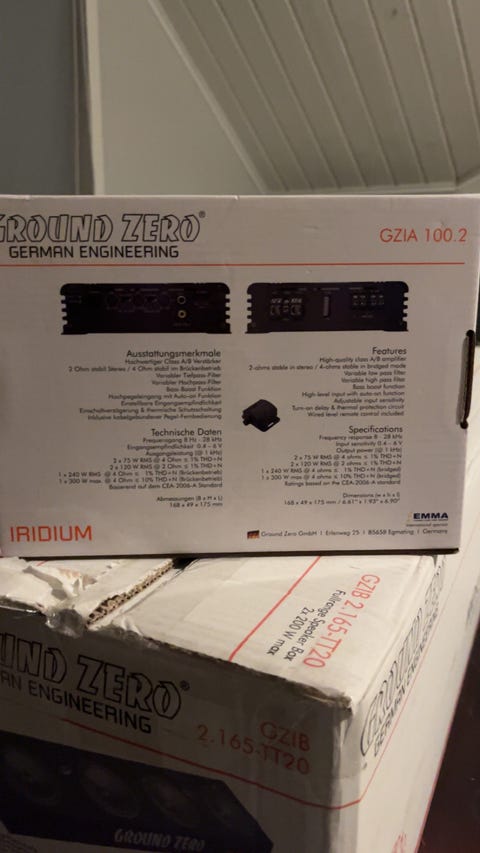 GROUND ZERO®
GERMAN ENGINEERING
GZIA 100.2
Ausstattungsmerkmale
Hochwertiger Class A/B Verstärker
2 Ohm stabil Stereo / 4 Ohm stabil im Brückenbetrieb
Variabler Tiefpass-Filter
Variabler Hochpass-Filter
Bass Boost Funktion
Hochpegeleingang mit Auto-on Funktion
Einstellbare Eingangsempfindlichkeit
Einschaltverzögerung & thermische Schutzschaltung
Inklusive kabelgebundener Pegel-Fernbedienung
Technische Daten
Frequenzgang 8 Hz - 28 kHz
Eingangsempfindlichkeit 0.4 – 6 V
Ausgangsleistung (@ 1 kHz)
2 x 75 W RMS @ 4 Ohm ≤ 1% THD+N
2 x 120 W RMS @ 2 Ohm ≤ 1% THD+N
1 x 240 W RMS @ 4 Ohm ≤ 1% THD+N (Brückenbetrieb)
1 x 300 W max @ 4 Ohm ≤ 10% THD+N (Brückenbetrieb)
Basierend auf dem CEA-2006-A Standard
Abmessungen (B x H x L)
168 x 49 x 175 mm
Features
High-quality class A/B amplifier
2-ohms stable in stereo / 4-ohms stable in bridged mode
Variable low pass filter
Variable high pass filter
Bass boost function
High-level input with auto-on function
Adjustable input sensitivity
Turn-on delay & thermal protection circuit
Wired level remote control included
Specifications
Frequency response 8 - 28 kHz
Input sensitivity 0.4 – 6 V
Output power (@ 1 kHz)
2 x 75 W RMS @ 4 ohms ≤ 1% THD+N
2 x 120 W RMS @ 2 ohms ≤ 1% THD+N
1 x 240 W RMS @ 4 ohms ≤ 1% THD+N (bridged)
1 x 300 W max @ 4 ohms ≤ 10% THD+N (bridged)
Ratings based on the CEA-2006-A standard
Dimensions (w x h x l)
168 x 49 x 175 mm / 6.61" x 1.93" x 6.90"
IRIDIUM
EMMA
international sponsor
Ground Zero GmbH I Erlenweg 25 I 85658 Egmating I Germany
GZIB 2.165-TT20
Fullrange Speaker Box
2x 200 W max
UND ZERO®
AN ENGINEERING
GZIB
2.165-TT20
GROUND ZERO
GROUND ZERO
GERMAN ENGINEERING